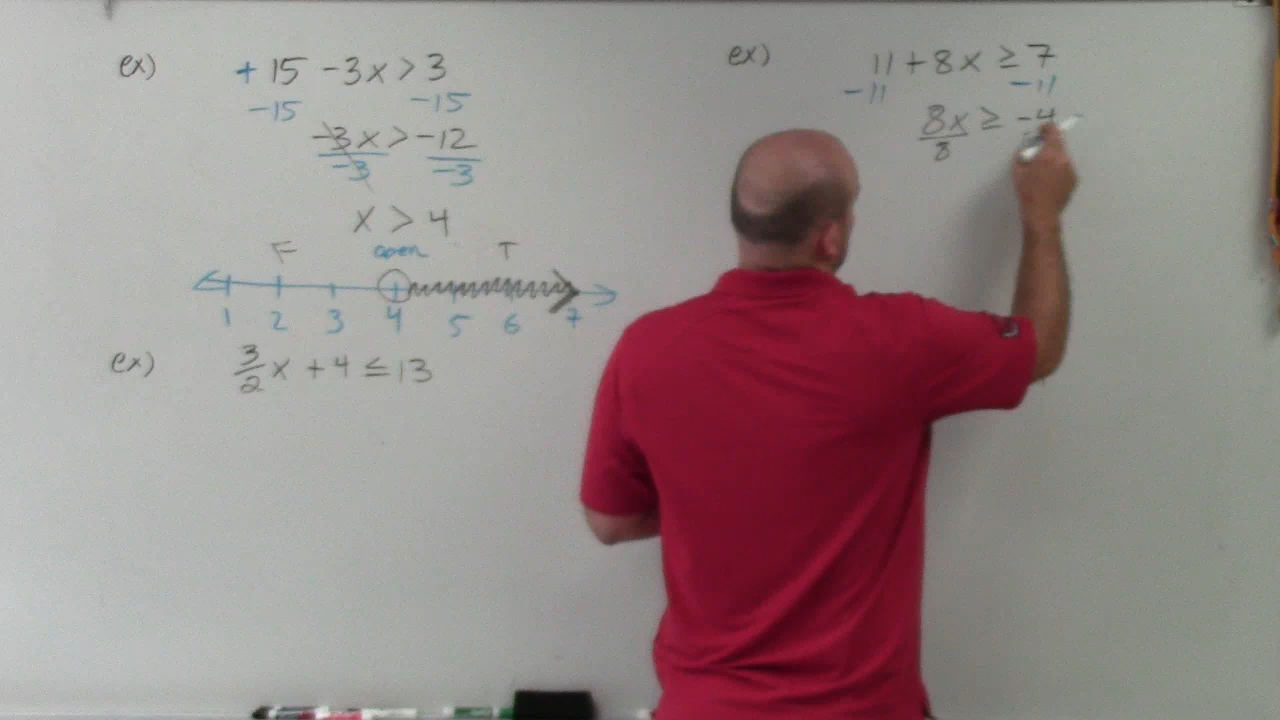 ex) + 15 - 3x > 3
-15 -15
-3x > -12
-3 -3
x > 4
F open T
1 2 3 4 5 6 7
ex) 3/2 x + 4 ≤ 13
ex) 11 + 8x ≥ 7
-11 -11
8x ≥ -4
8